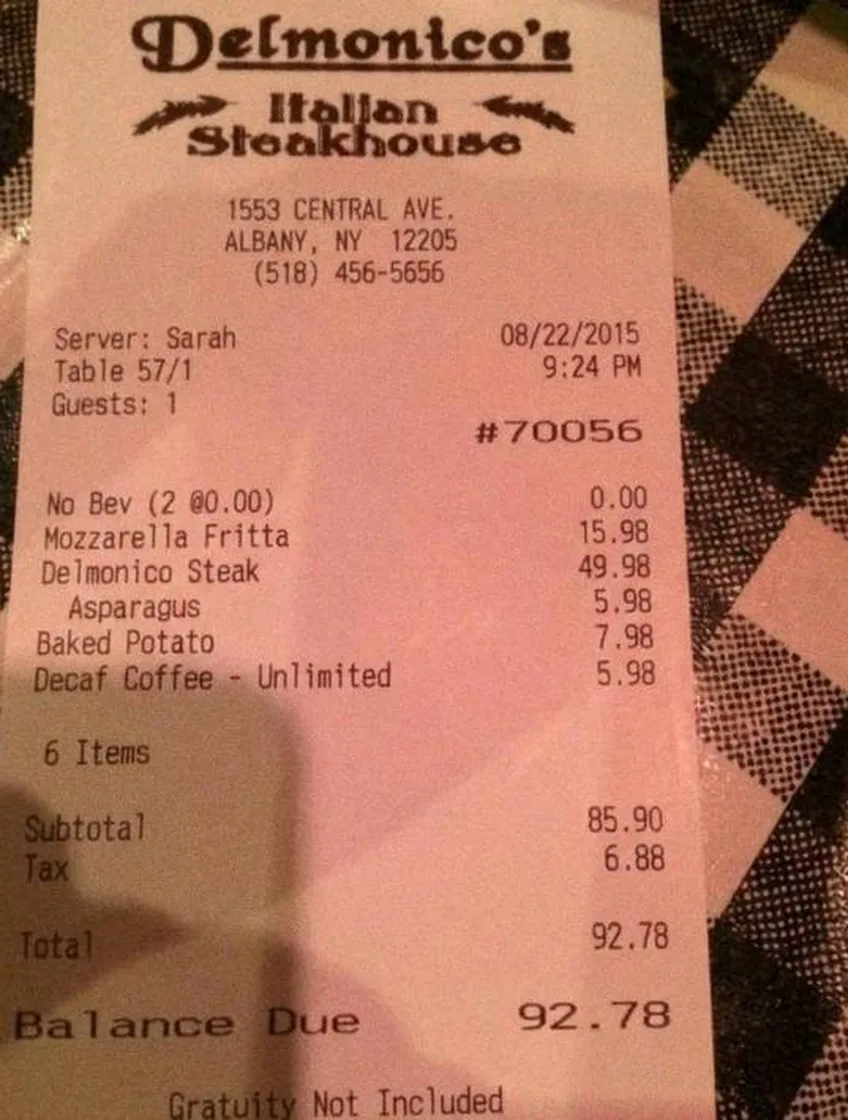 Delmonico's
Italian
Steakhouse
1553 CENTRAL AVE.
ALBANY, NY 12205
(518) 456-5656
Server: Sarah 08/22/2015
Table 57/1 9:24 PM
Guests: 1
#70056
No Bev (2 @0.00) 0.00
Mozzarella Fritta 15.98
Delmonico Steak 49.98
Asparagus 5.98
Baked Potato 7.98
Decaf Coffee - Unlimited 5.98
6 Items
Subtotal 85.90
Tax 6.88
Total 92.78
Balance Due 92.78
Gratuity Not Included